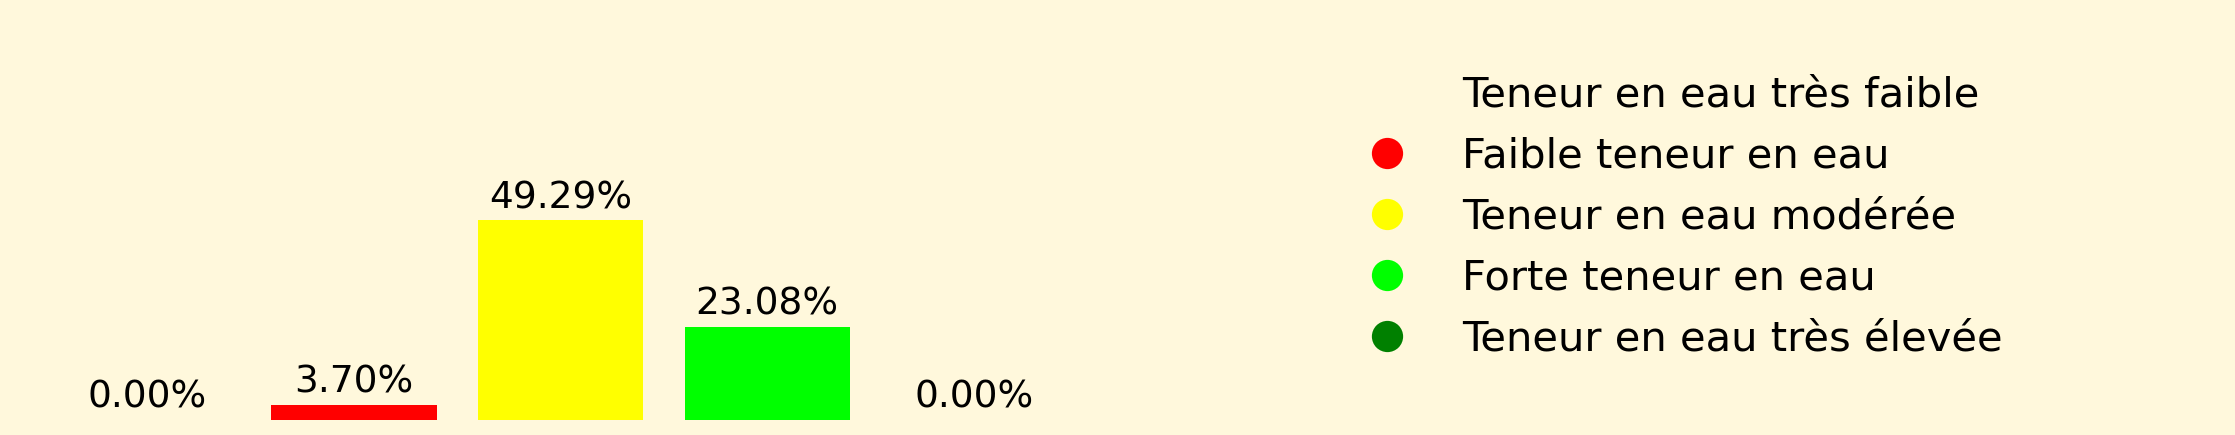 0.00%
3.70%
49.29%
23.08%
0.00%
Teneur en eau très faible
Faible teneur en eau
Teneur en eau modérée
Forte teneur en eau
Teneur en eau très élevée